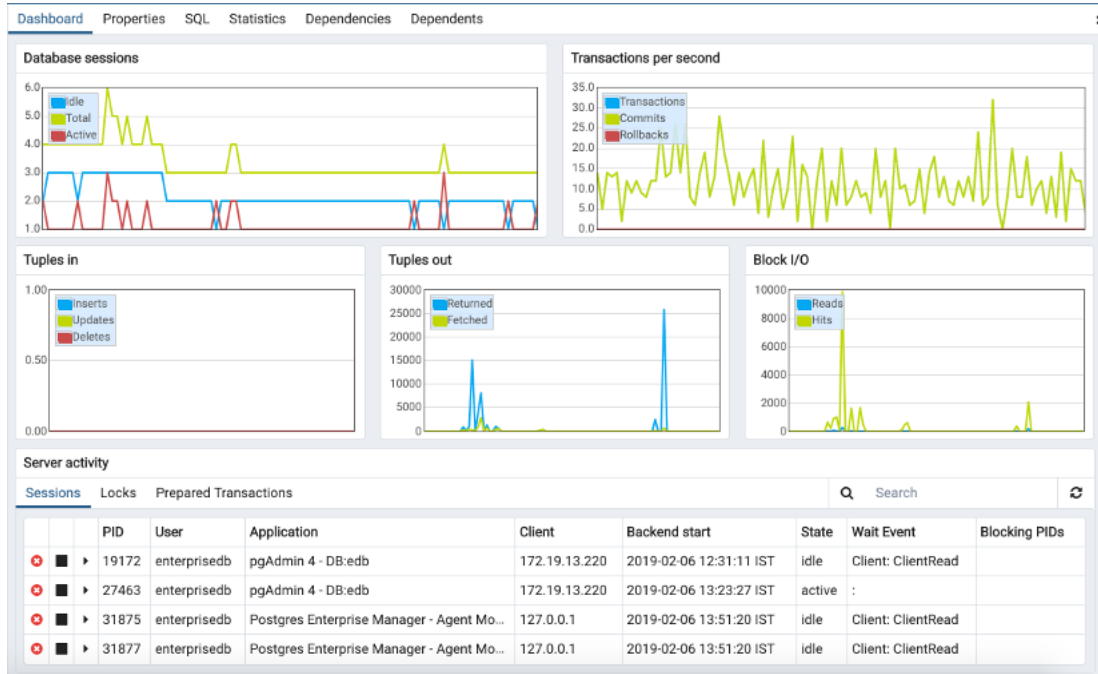 Dashboard Properties SQL Statistics Dependencies Dependents
Database sessions
6.0
5.0
4.0
3.0
2.0
1.0
Idle
Total
Active
Transactions per second
35.0
30.0
25.0
20.0
15.0
10.0
5.0
0.0
Transactions
Commits
Rollbacks
Tuples in
1.00
0.50
0.00
Inserts
Updates
Deletes
Tuples out
30000
25000
20000
15000
10000
5000
0
Returned
Fetched
Block I/O
10000
8000
6000
4000
2000
0
Reads
Hits
Server activity
Sessions Locks Prepared Transactions Search
PID User Application Client Backend start State Wait Event Blocking PIDs
19172 enterprisedb pgAdmin 4 - DB:edb 172.19.13.220 2019-02-06 12:31:11 IST idle Client: ClientRead
27463 enterprisedb pgAdmin 4 - DB:edb 172.19.13.220 2019-02-06 13:23:27 IST active :
31875 enterprisedb Postgres Enterprise Manager - Agent Mo... 127.0.0.1 2019-02-06 13:51:20 IST idle Client: ClientRead
31877 enterprisedb Postgres Enterprise Manager - Agent Mo... 127.0.0.1 2019-02-06 13:51:20 IST idle Client: ClientRead